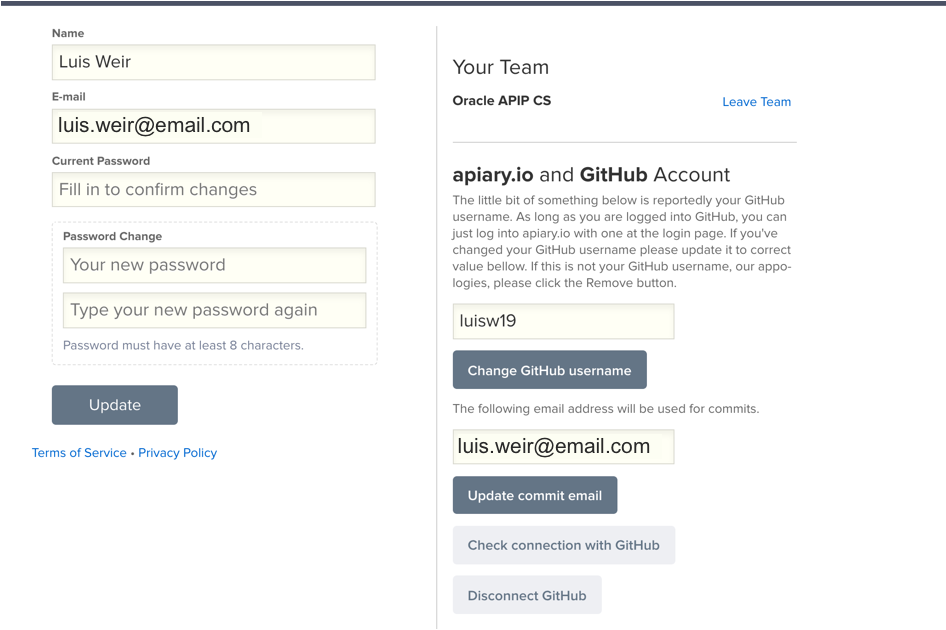 Name
Luis Weir
E-mail
luis.weir@email.com
Current Password
Fill in to confirm changes
Password Change
Your new password
Type your new password again
Password must have at least 8 characters.
Update
Terms of Service • Privacy Policy
Your Team
Oracle APIP CS
Leave Team
apiary.io and GitHub Account
The little bit of something below is reportedly your GitHub
username. As long as you are logged into GitHub, you can
just log into apiary.io with one at the login page. If you've
changed your GitHub username please update it to correct
value bellow. If this is not your GitHub username, our appo-
logies, please click the Remove button.
luisw19
Change GitHub username
The following email address will be used for commits.
luis.weir@email.com
Update commit email
Check connection with GitHub
Disconnect GitHub